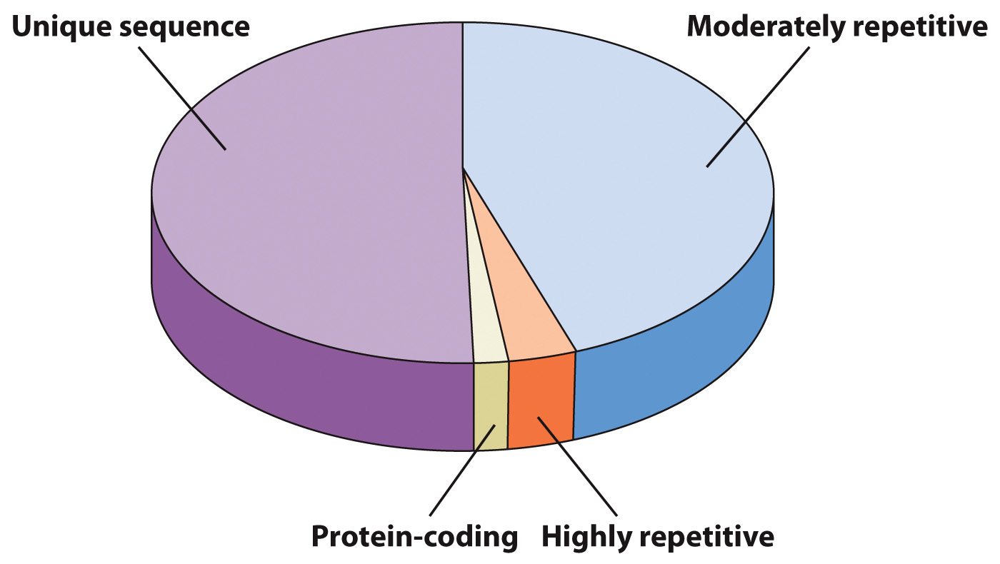 Unique sequence
Moderately repetitive
Protein-coding
Highly repetitive